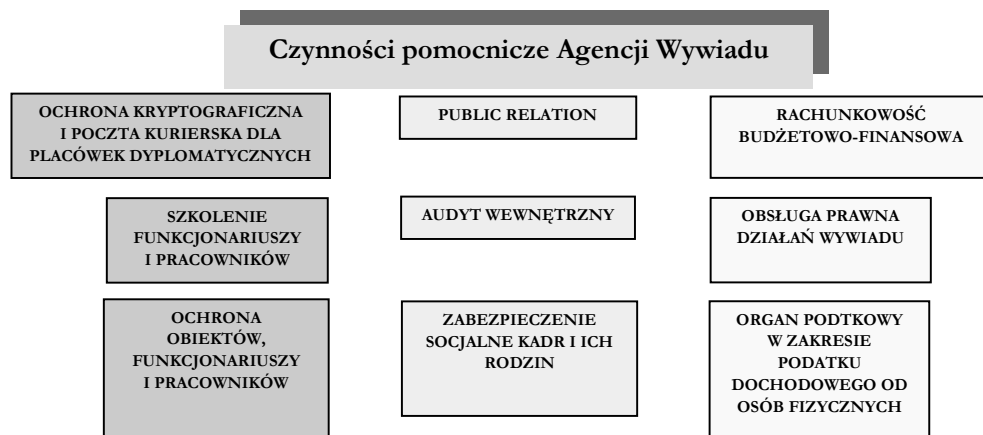 Czynności pomocnicze Agencji Wywiadu
OCHRONA KRYPTOGRAFICZNA
I POCZTA KURIERSKA DLA
PLACÓWEK DYPLOMATYCZNYCH
PUBLIC RELATION
RACHUNKOWOŚĆ
BUDŻETOWO-FINANSOWA
SZKOLENIE
FUNKCJONARIUSZY
I PRACOWNIKÓW
AUDYT WEWNĘTRZNY
OBSŁUGA PRAWNA
DZIAŁAŃ WYWIADU
OCHRONA
OBIEKTÓW,
FUNKCJONARIUSZY
I PRACOWNIKÓW
ZABEZPIECZENIE
SOCJALNE KADR I ICH
RODZIN
ORGAN PODTKOWY
W ZAKRESIE
PODATKU
DOCHODOWEGO OD
OSÓB FIZYCZNYCH